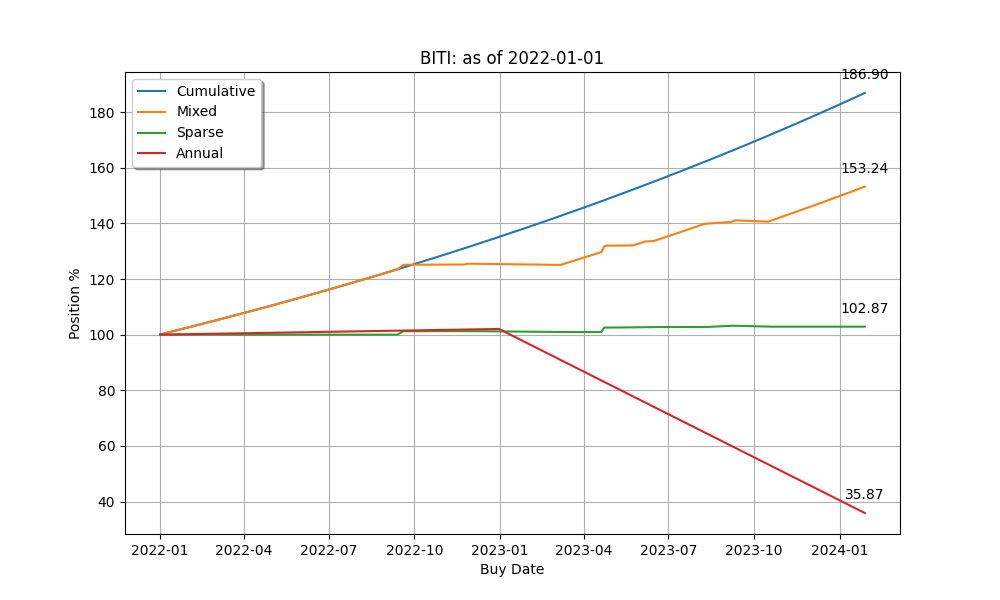 BITI: as of 2022-01-01
Cumulative
Mixed
Sparse
Annual
186.90
153.24
102.87
35.87
Position %
180
160
140
120
100
80
60
40
2022-01 2022-04 2022-07 2022-10 2023-01 2023-04 2023-07 2023-10 2024-01
Buy Date